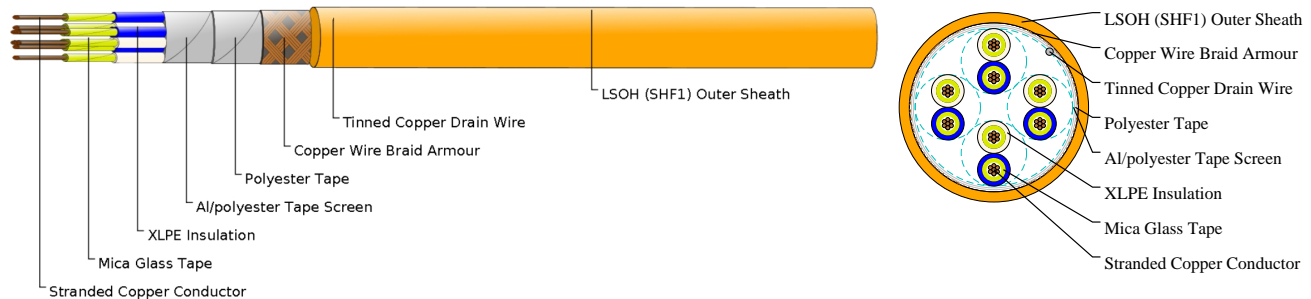 LSOH (SHF1) Outer Sheath
Tinned Copper Drain Wire
Copper Wire Braid Armour
Polyester Tape
Al/polyester Tape Screen
XLPE Insulation
Mica Glass Tape
Stranded Copper Conductor
LSOH (SHF1) Outer Sheath
Copper Wire Braid Armour
Tinned Copper Drain Wire
Polyester Tape
Al/polyester Tape Screen
XLPE Insulation
Mica Glass Tape
Stranded Copper Conductor